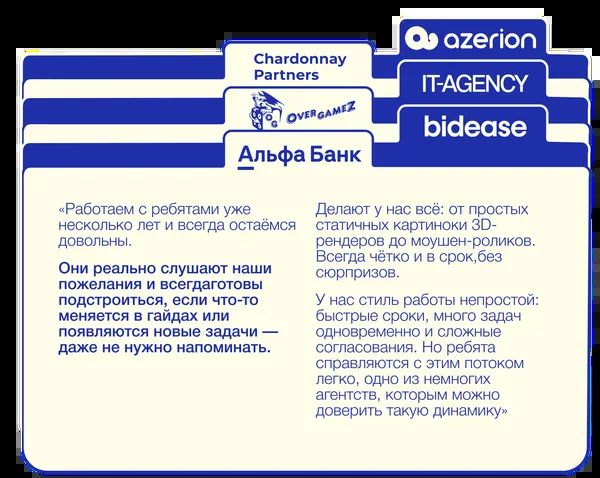 azerion
Chardonnay
Partners
IT-AGENCY
OVERGAMEZ
bidease
Альфа Банк
«Работаем с ребятами уже
несколько лет и всегда остаёмся
довольны.
Они реально слушают наши
пожелания и всегдаготовы
подстроиться, если что-то
меняется в гайдах или
появляются новые задачи —
даже не нужно напоминать.
Делают у нас всё: от простых
статичных картиноки 3D-
рендеров до моушен-роликов.
Всегда чётко и в срок,без
сюрпризов.
У нас стиль работы непростой:
быстрые сроки, много задач
одновременно и сложные
согласования. Но ребята
справляются с этим потоком
легко, одно из немногих
агентств, которым можно
доверить такую динамику»